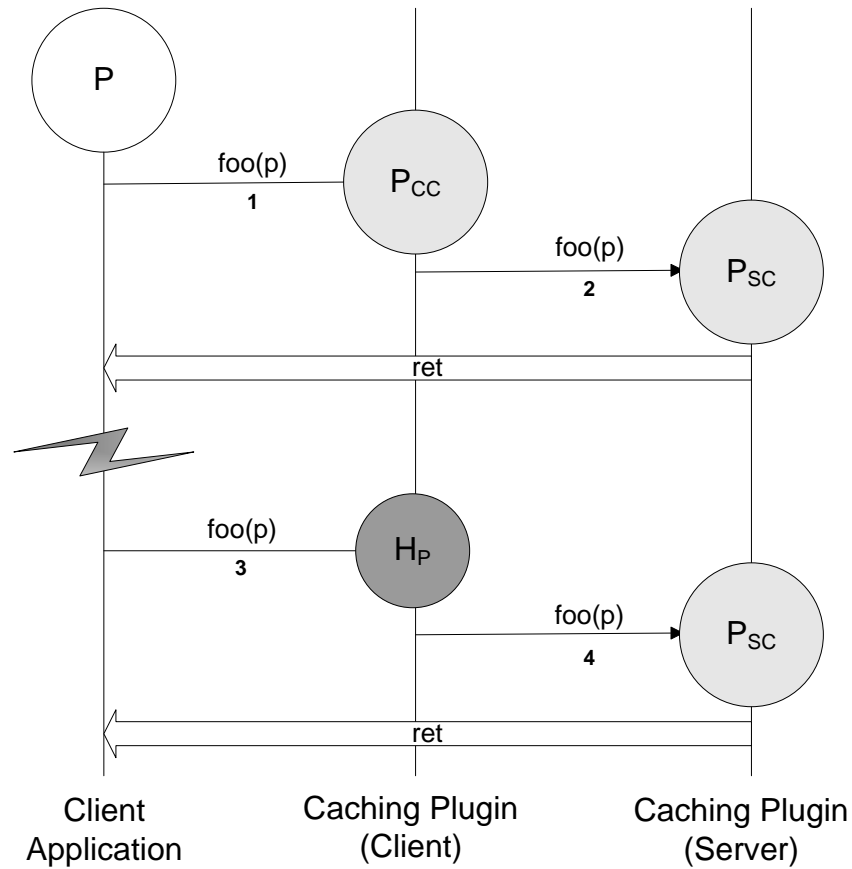 P
foo(p)
1
P_CC
foo(p)
2
P_SC
ret
foo(p)
3
H_P
foo(p)
4
P_SC
ret
Client
Application
Caching Plugin
(Client)
Caching Plugin
(Server)